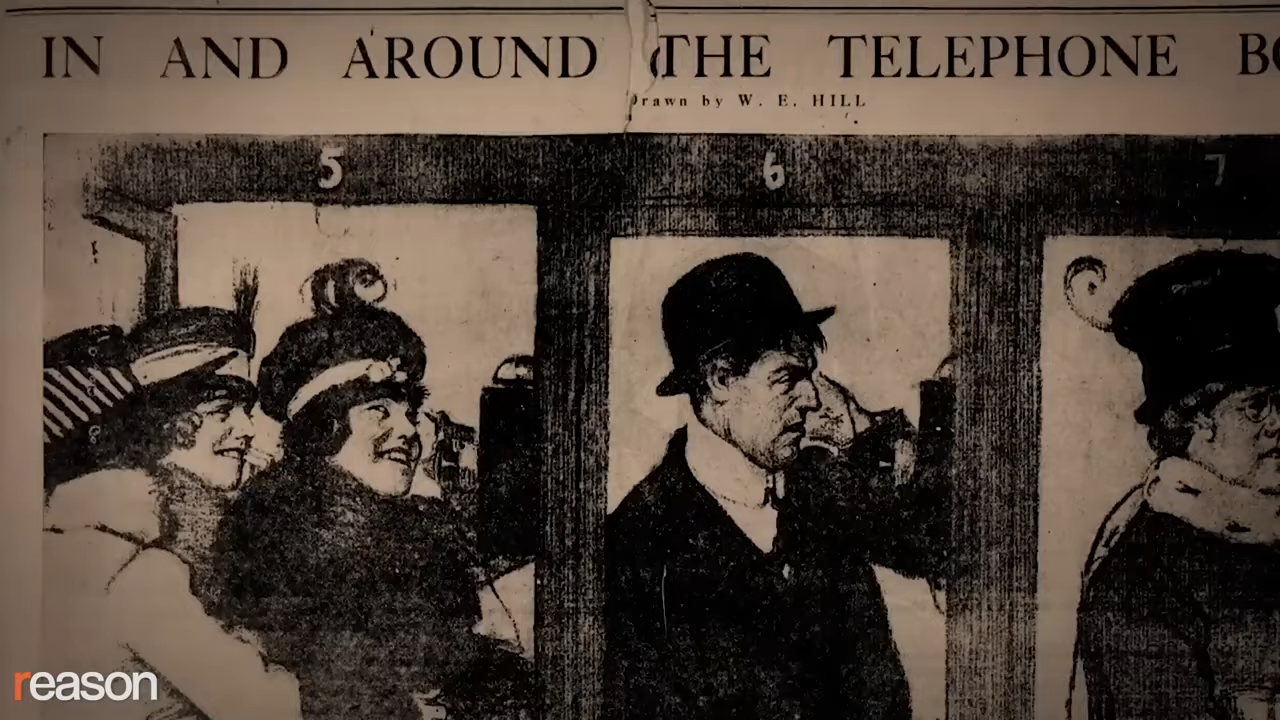 IN AND AROUND THE TELEPHONE
Drawn by W. E. HILL
5
6
7
reason